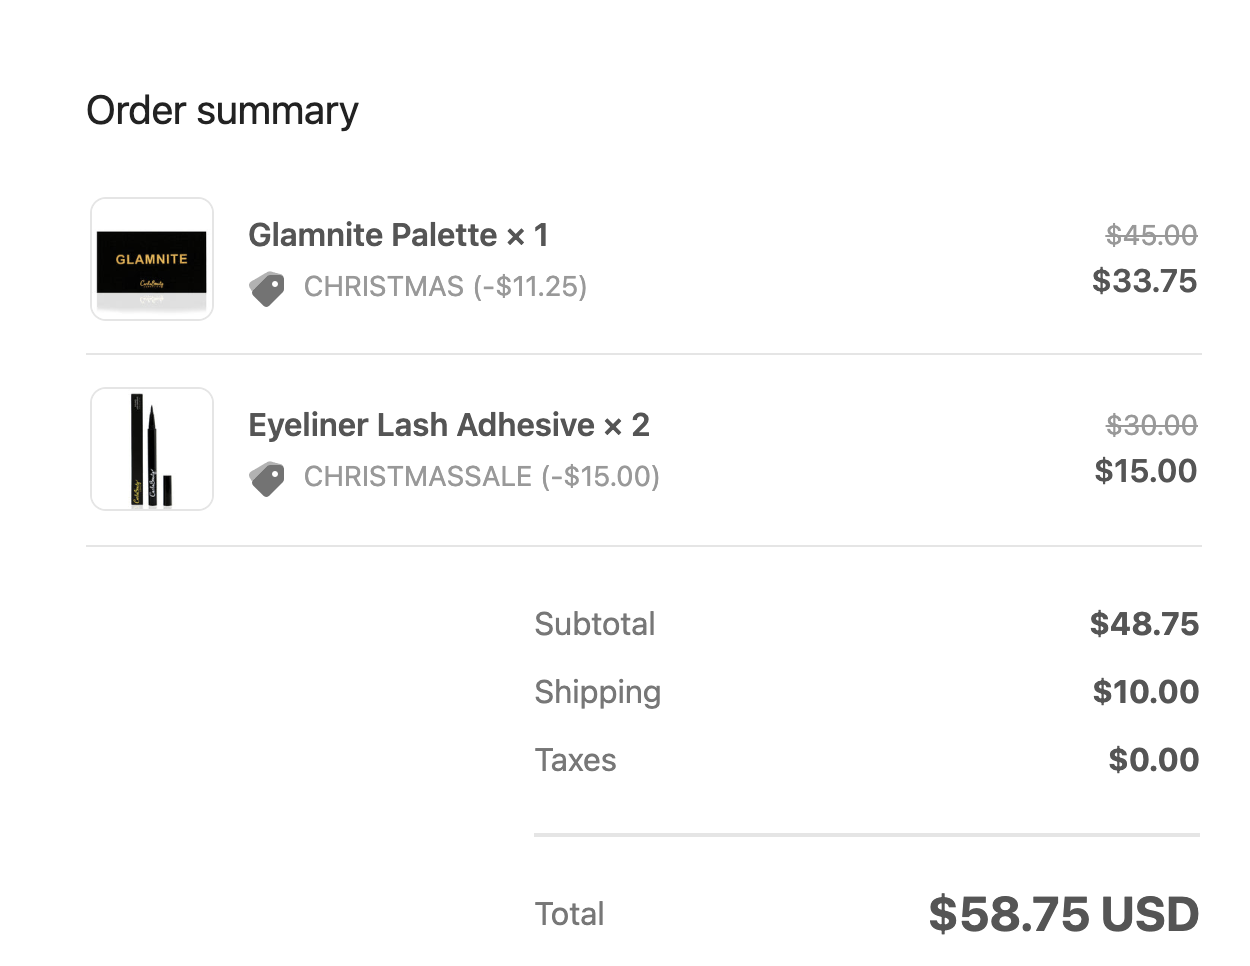 Order summary
GLAMNITE
Glamnite Palette × 1
$45.00
CHRISTMAS (-$11.25)
$33.75
Eyeliner Lash Adhesive × 2
$30.00
CHRISTMASSALE (-$15.00)
$15.00
Subtotal
$48.75
Shipping
$10.00
Taxes
$0.00
Total
$58.75 USD